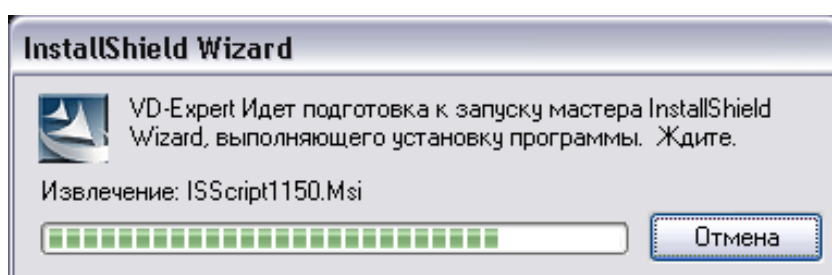 InstallShield Wizard
VD-Expert Идет подготовка к запуску мастера InstallShield
Wizard, выполняющего установку программы. Ждите.
Извлечение: ISScript1150.Msi
Отмена